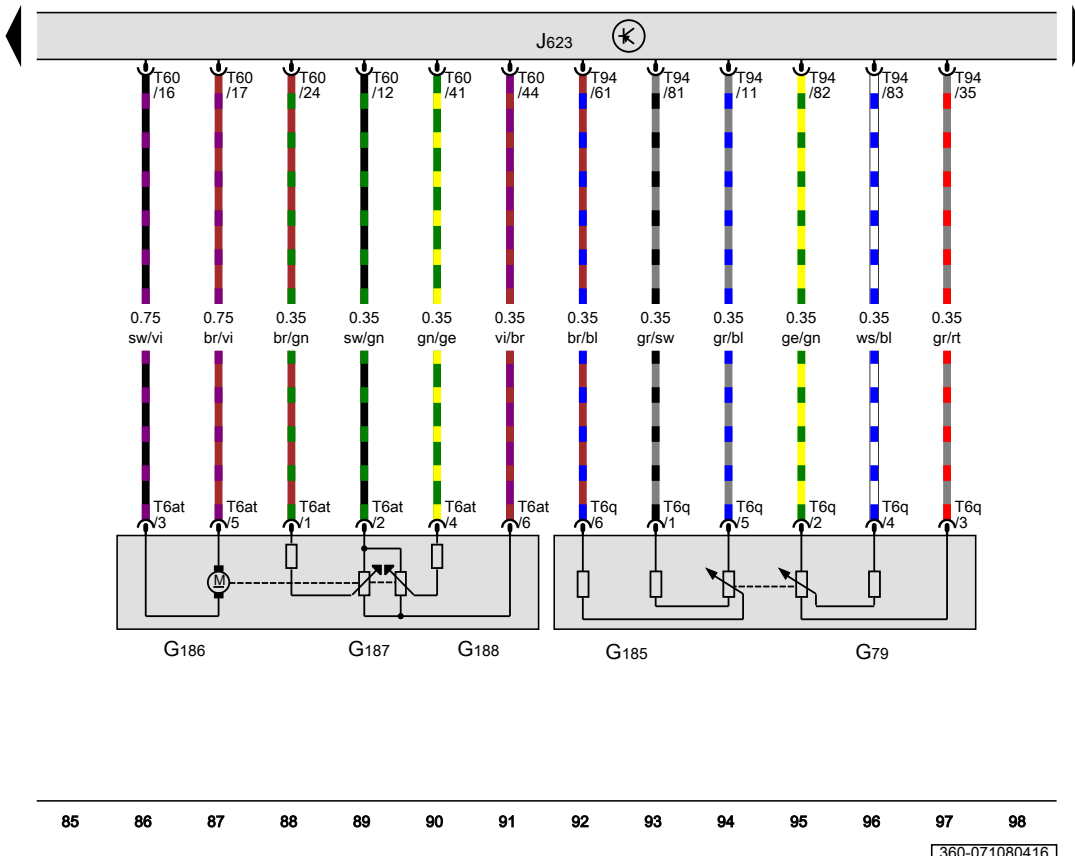 J623
T60 T60 T60 T60 T60 T60 T94 T94 T94 T94 T94 T94
/16 /17 /24 /12 /41 /44 /61 /81 /11 /82 /83 /35
0.75 0.75 0.35 0.35 0.35 0.35 0.35 0.35 0.35 0.35 0.35 0.35
sw/vi br/vi br/gn sw/gn gn/ge vi/br br/bl gr/sw gr/bl ge/gn ws/bl gr/rt
T6at T6at T6at T6at T6at T6at T6q T6q T6q T6q T6q T6q
/3 /5 /1 /2 /4 /6 /6 /1 /5 /2 /4 /3
M
G186 G187 G188 G185 G79
85 86 87 88 89 90 91 92 93 94 95 96 97 98
360-071080416